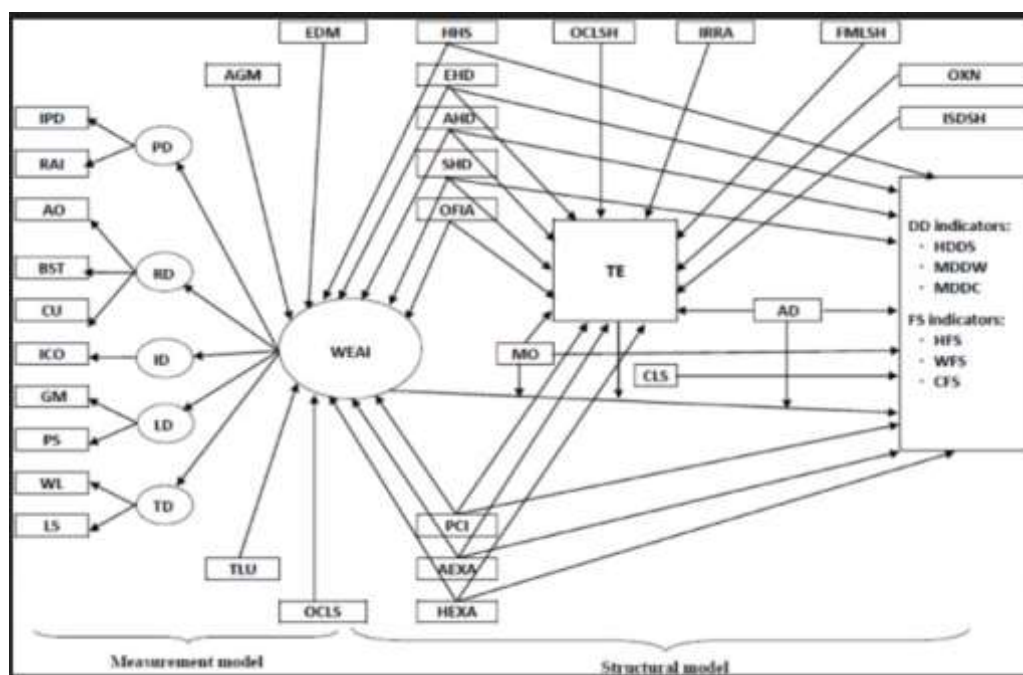 EDM
HHS
OCLSH
IRRA
FMLSH
AGM
EHD
OXN
IPD
AHD
ISDSH
PD
RAI
SHD
AO
OFIA
DD indicators:
· HDDS
· MDDW
· MDDC
BST
RD
TE
CU
AD
FS indicators:
· HFS
· WFS
· CFS
ICO
ID
WEAI
MO
CLS
GM
LD
PS
WL
TD
LS
PCI
TLU
AEXA
OCLS
HEXA
Measurement model
Structural model